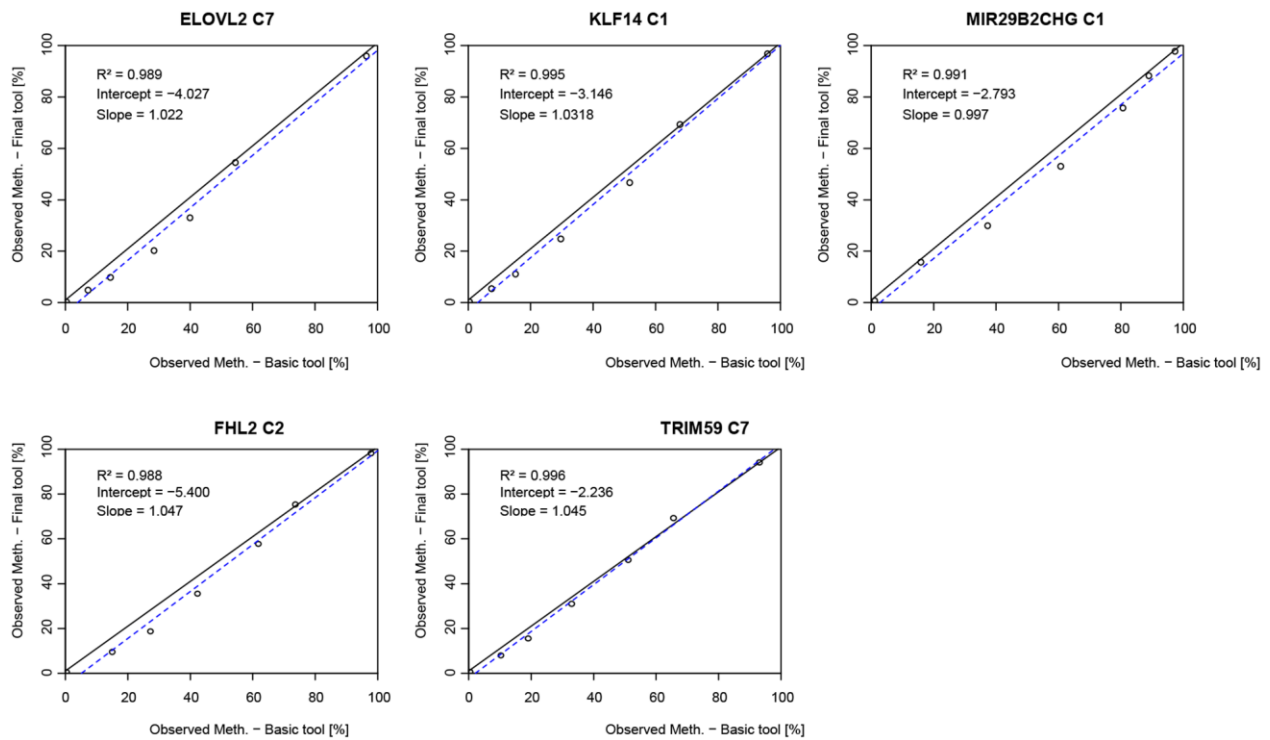 ELOVL2 C7
R² = 0.989
Intercept = −4.027
Slope = 1.022
Observed Meth. − Final tool [%]
0 20 40 60 80 100
0 20 40 60 80 100
Observed Meth. − Basic tool [%]
KLF14 C1
R² = 0.995
Intercept = −3.146
Slope = 1.0318
Observed Meth. − Final tool [%]
0 20 40 60 80 100
0 20 40 60 80 100
Observed Meth. − Basic tool [%]
MIR29B2CHG C1
R² = 0.991
Intercept = −2.793
Slope = 0.997
Observed Meth. − Final tool [%]
0 20 40 60 80 100
0 20 40 60 80 100
Observed Meth. − Basic tool [%]
FHL2 C2
R² = 0.988
Intercept = −5.400
Slope = 1.047
Observed Meth. − Final tool [%]
0 20 40 60 80 100
0 20 40 60 80 100
Observed Meth. − Basic tool [%]
TRIM59 C7
R² = 0.996
Intercept = −2.236
Slope = 1.045
Observed Meth. − Final tool [%]
0 20 40 60 80 100
0 20 40 60 80 100
Observed Meth. − Basic tool [%]